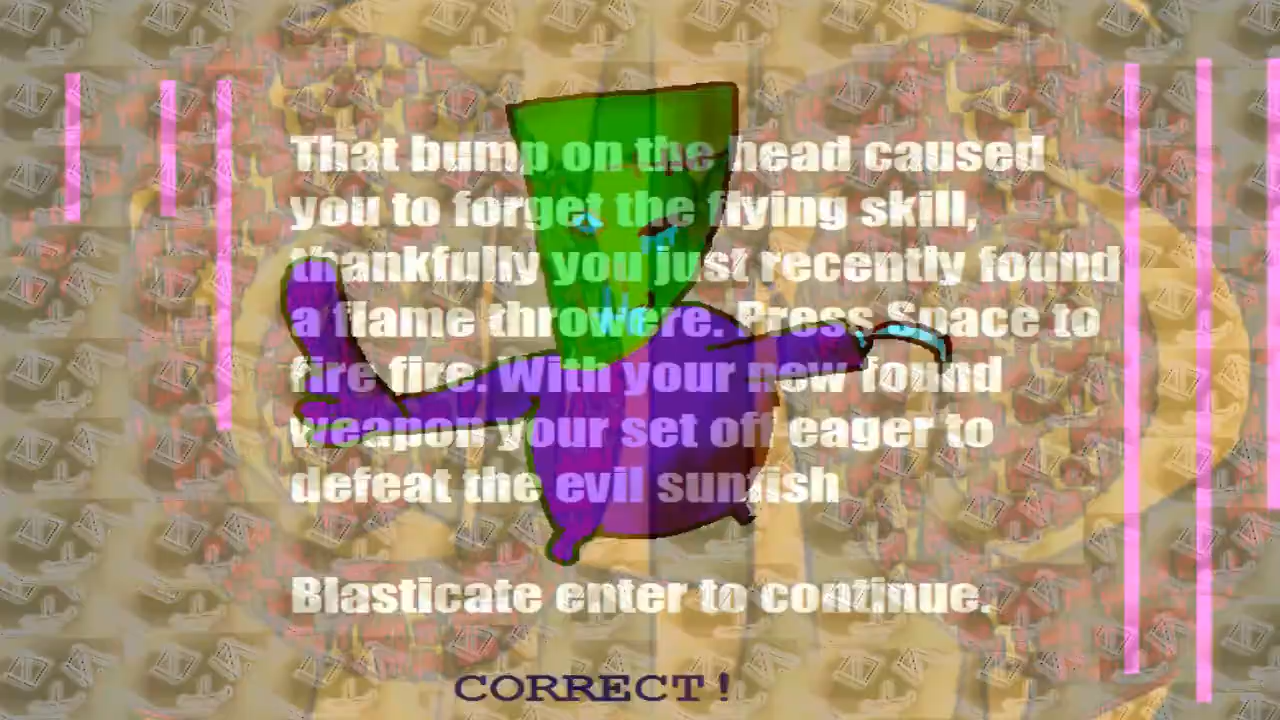 That bump on the head caused
you to forget the flying skill,
thankfully you just recently found
a flame throwere. Press Space to
fire fire. With your new found
weapon your set off eager to
defeat the evil sunfish
Blasticate enter to continue.
CORRECT!